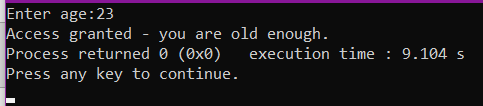 Enter age:23
Access granted - you are old enough.
Process returned 0 (0x0)   execution time : 9.104 s
Press any key to continue.